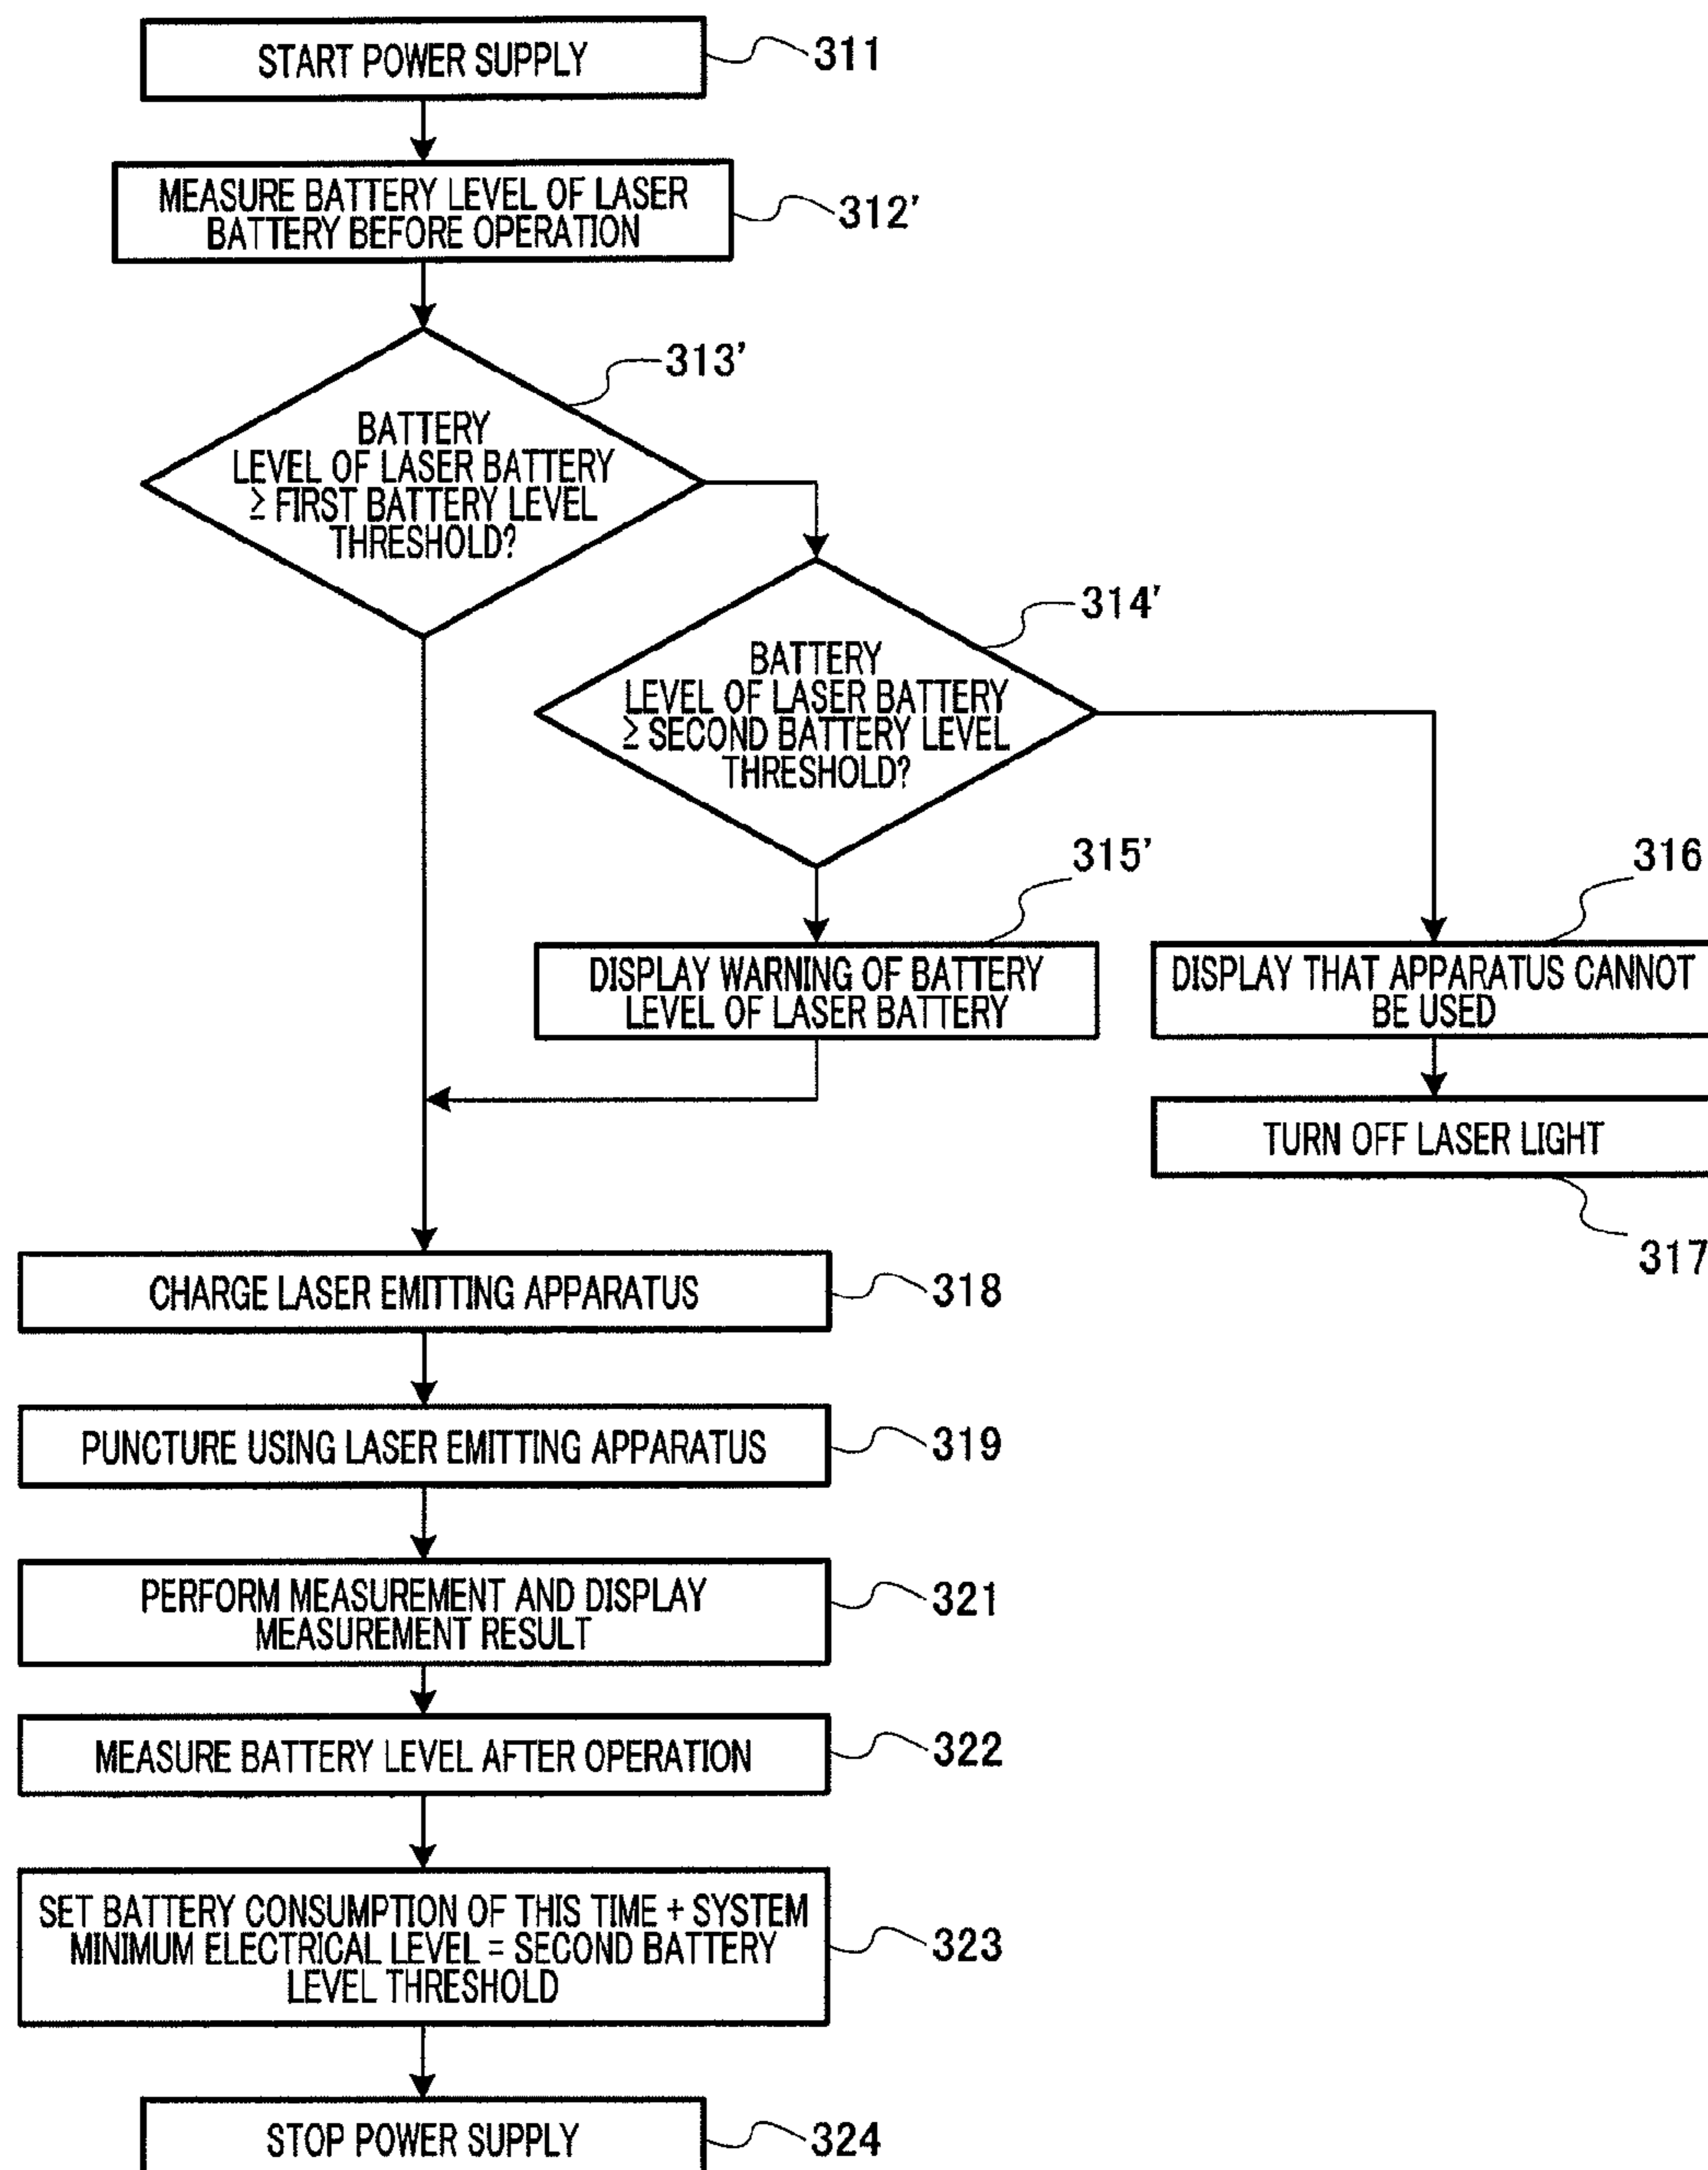 START POWER SUPPLY
311
MEASURE BATTERY LEVEL OF LASER
BATTERY BEFORE OPERATION
312'
313'
BATTERY
LEVEL OF LASER BATTERY
≥ FIRST BATTERY LEVEL
THRESHOLD?
314'
BATTERY
LEVEL OF LASER BATTERY
≥ SECOND BATTERY LEVEL
THRESHOLD?
315'
316
DISPLAY WARNING OF BATTERY
LEVEL OF LASER BATTERY
DISPLAY THAT APPARATUS CANNOT
BE USED
TURN OFF LASER LIGHT
317
CHARGE LASER EMITTING APPARATUS
318
PUNCTURE USING LASER EMITTING APPARATUS
319
PERFORM MEASUREMENT AND DISPLAY
MEASUREMENT RESULT
321
MEASURE BATTERY LEVEL AFTER OPERATION
322
SET BATTERY CONSUMPTION OF THIS TIME + SYSTEM
MINIMUM ELECTRICAL LEVEL = SECOND BATTERY
LEVEL THRESHOLD
323
STOP POWER SUPPLY
324